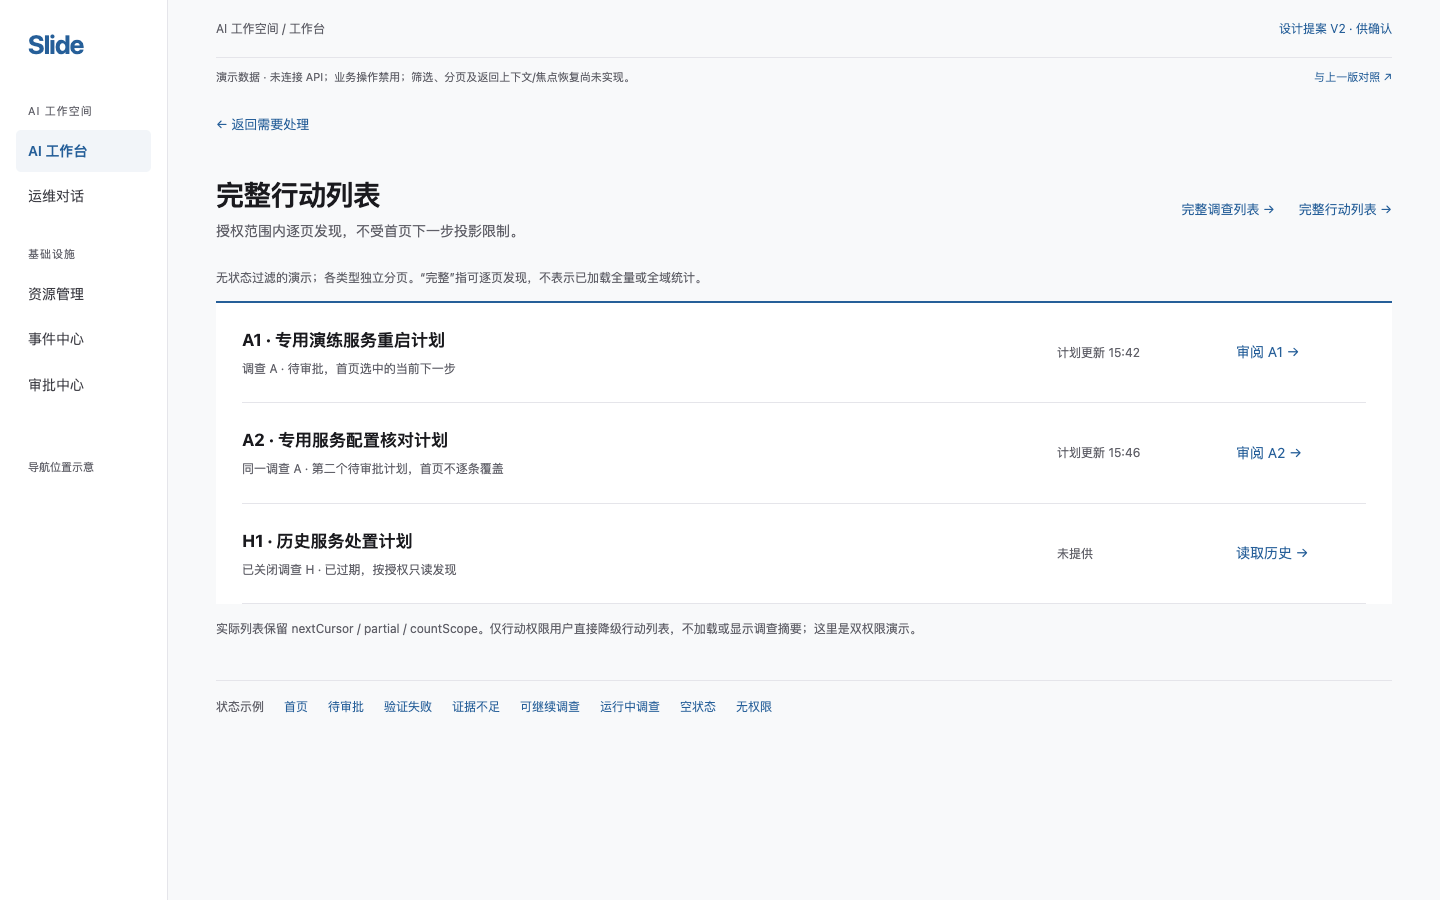 Slide
AI 工作空间
AI 工作台
运维对话
基础设施
资源管理
事件中心
审批中心
导航位置示意
AI 工作空间 / 工作台
设计提案 V2 · 供确认
演示数据 · 未连接 API；业务操作禁用；筛选、分页及返回上下文/焦点恢复尚未实现。
与上一版对照 ↗
← 返回需要处理
完整行动列表
授权范围内逐页发现，不受首页下一步投影限制。
完整调查列表 →
完整行动列表 →
无状态过滤的演示；各类型独立分页。“完整”指可逐页发现，不表示已加载全量或全域统计。
A1 · 专用演练服务重启计划
调查 A · 待审批，首页选中的当前下一步
计划更新 15:42
审阅 A1 →
A2 · 专用服务配置核对计划
同一调查 A · 第二个待审批计划，首页不逐条覆盖
计划更新 15:46
审阅 A2 →
H1 · 历史服务处置计划
已关闭调查 H · 已过期，按授权只读发现
未提供
读取历史 →
实际列表保留 nextCursor / partial / countScope。仅行动权限用户直接降级行动列表，不加载或显示调查摘要；这里是双权限演示。
状态示例 首页 待审批 验证失败 证据不足 可继续调查 运行中调查 空状态 无权限